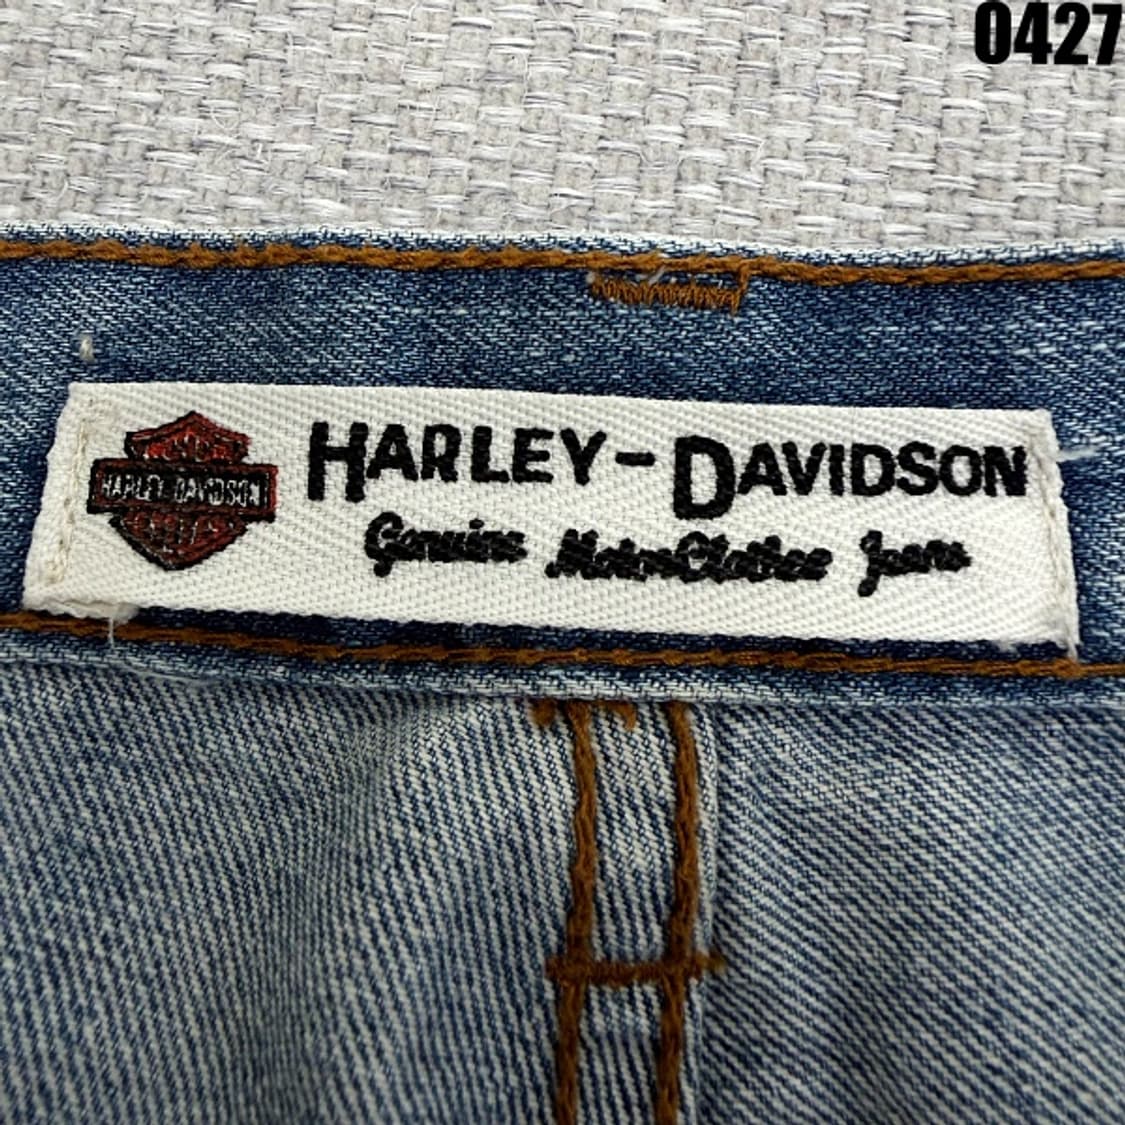 0427
HARLEY-DAVIDSON
HARLEY-DAVIDSON
Genuine MotorClothes Jeans